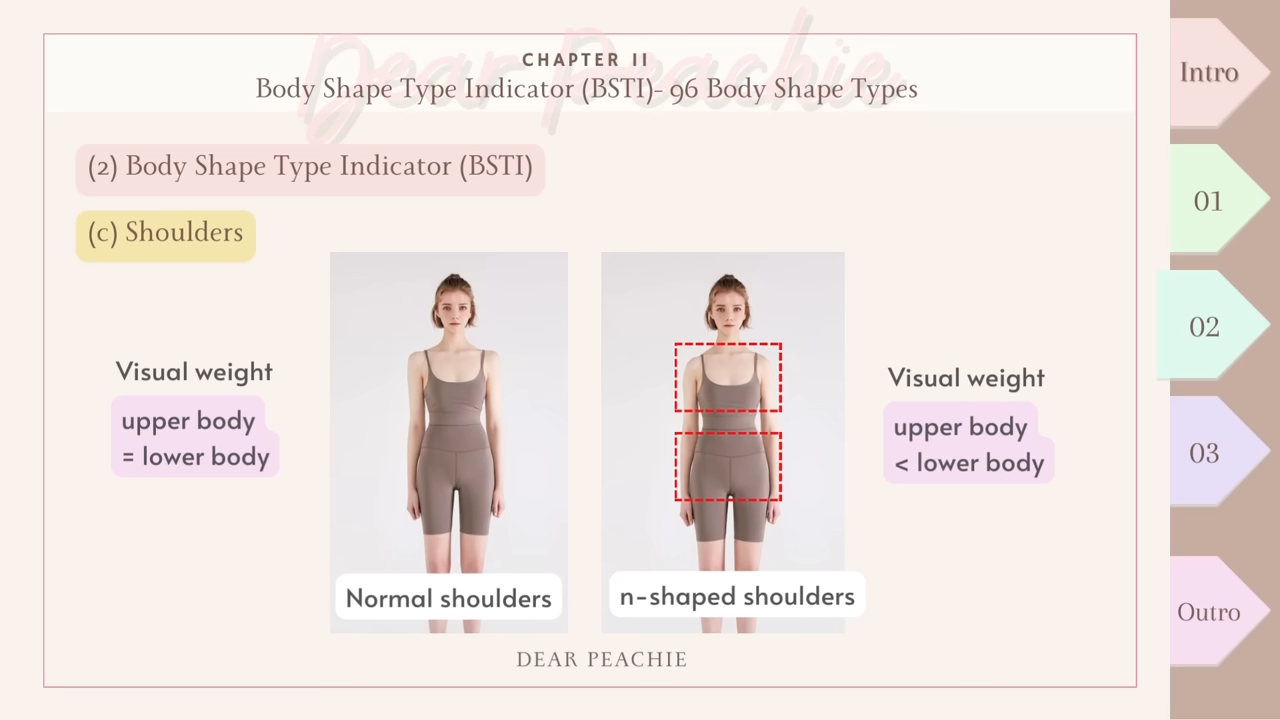 Dear Peachie
CHAPTER II
Body Shape Type Indicator (BSTI)- 96 Body Shape Types
(2) Body Shape Type Indicator (BSTI)
(c) Shoulders
Visual weight
upper body
= lower body
Normal shoulders
n-shaped shoulders
Visual weight
upper body
< lower body
DEAR PEACHIE
Intro
01
02
03
Outro